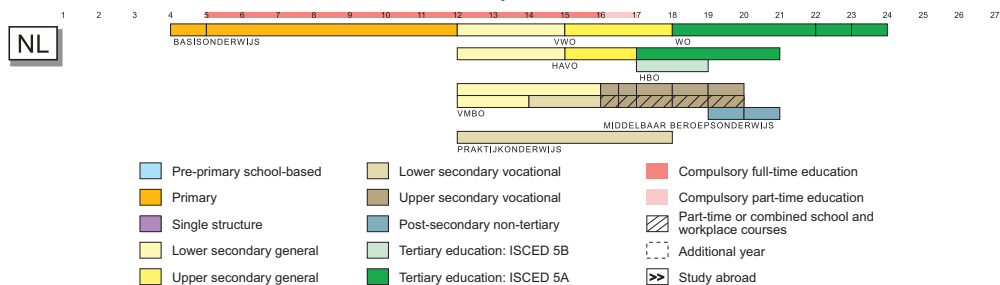 1 2 3 4 5 6 7 8 9 10 11 12 13 14 15 16 17 18 19 20 21 22 23 24 25 26 27
NL
BASISONDERWIJS VWO WO
HAVO
HBO
VMBO
MIDDELBAAR BEROEPSONDERWIJS
PRAKTIJKONDERWIJS
Pre-primary school-based
Primary
Single structure
Lower secondary general
Upper secondary general
Lower secondary vocational
Upper secondary vocational
Post-secondary non-tertiary
Tertiary education: ISCED 5B
Tertiary education: ISCED 5A
Compulsory full-time education
Compulsory part-time education
Part-time or combined school and
workplace courses
Additional year
>> Study abroad